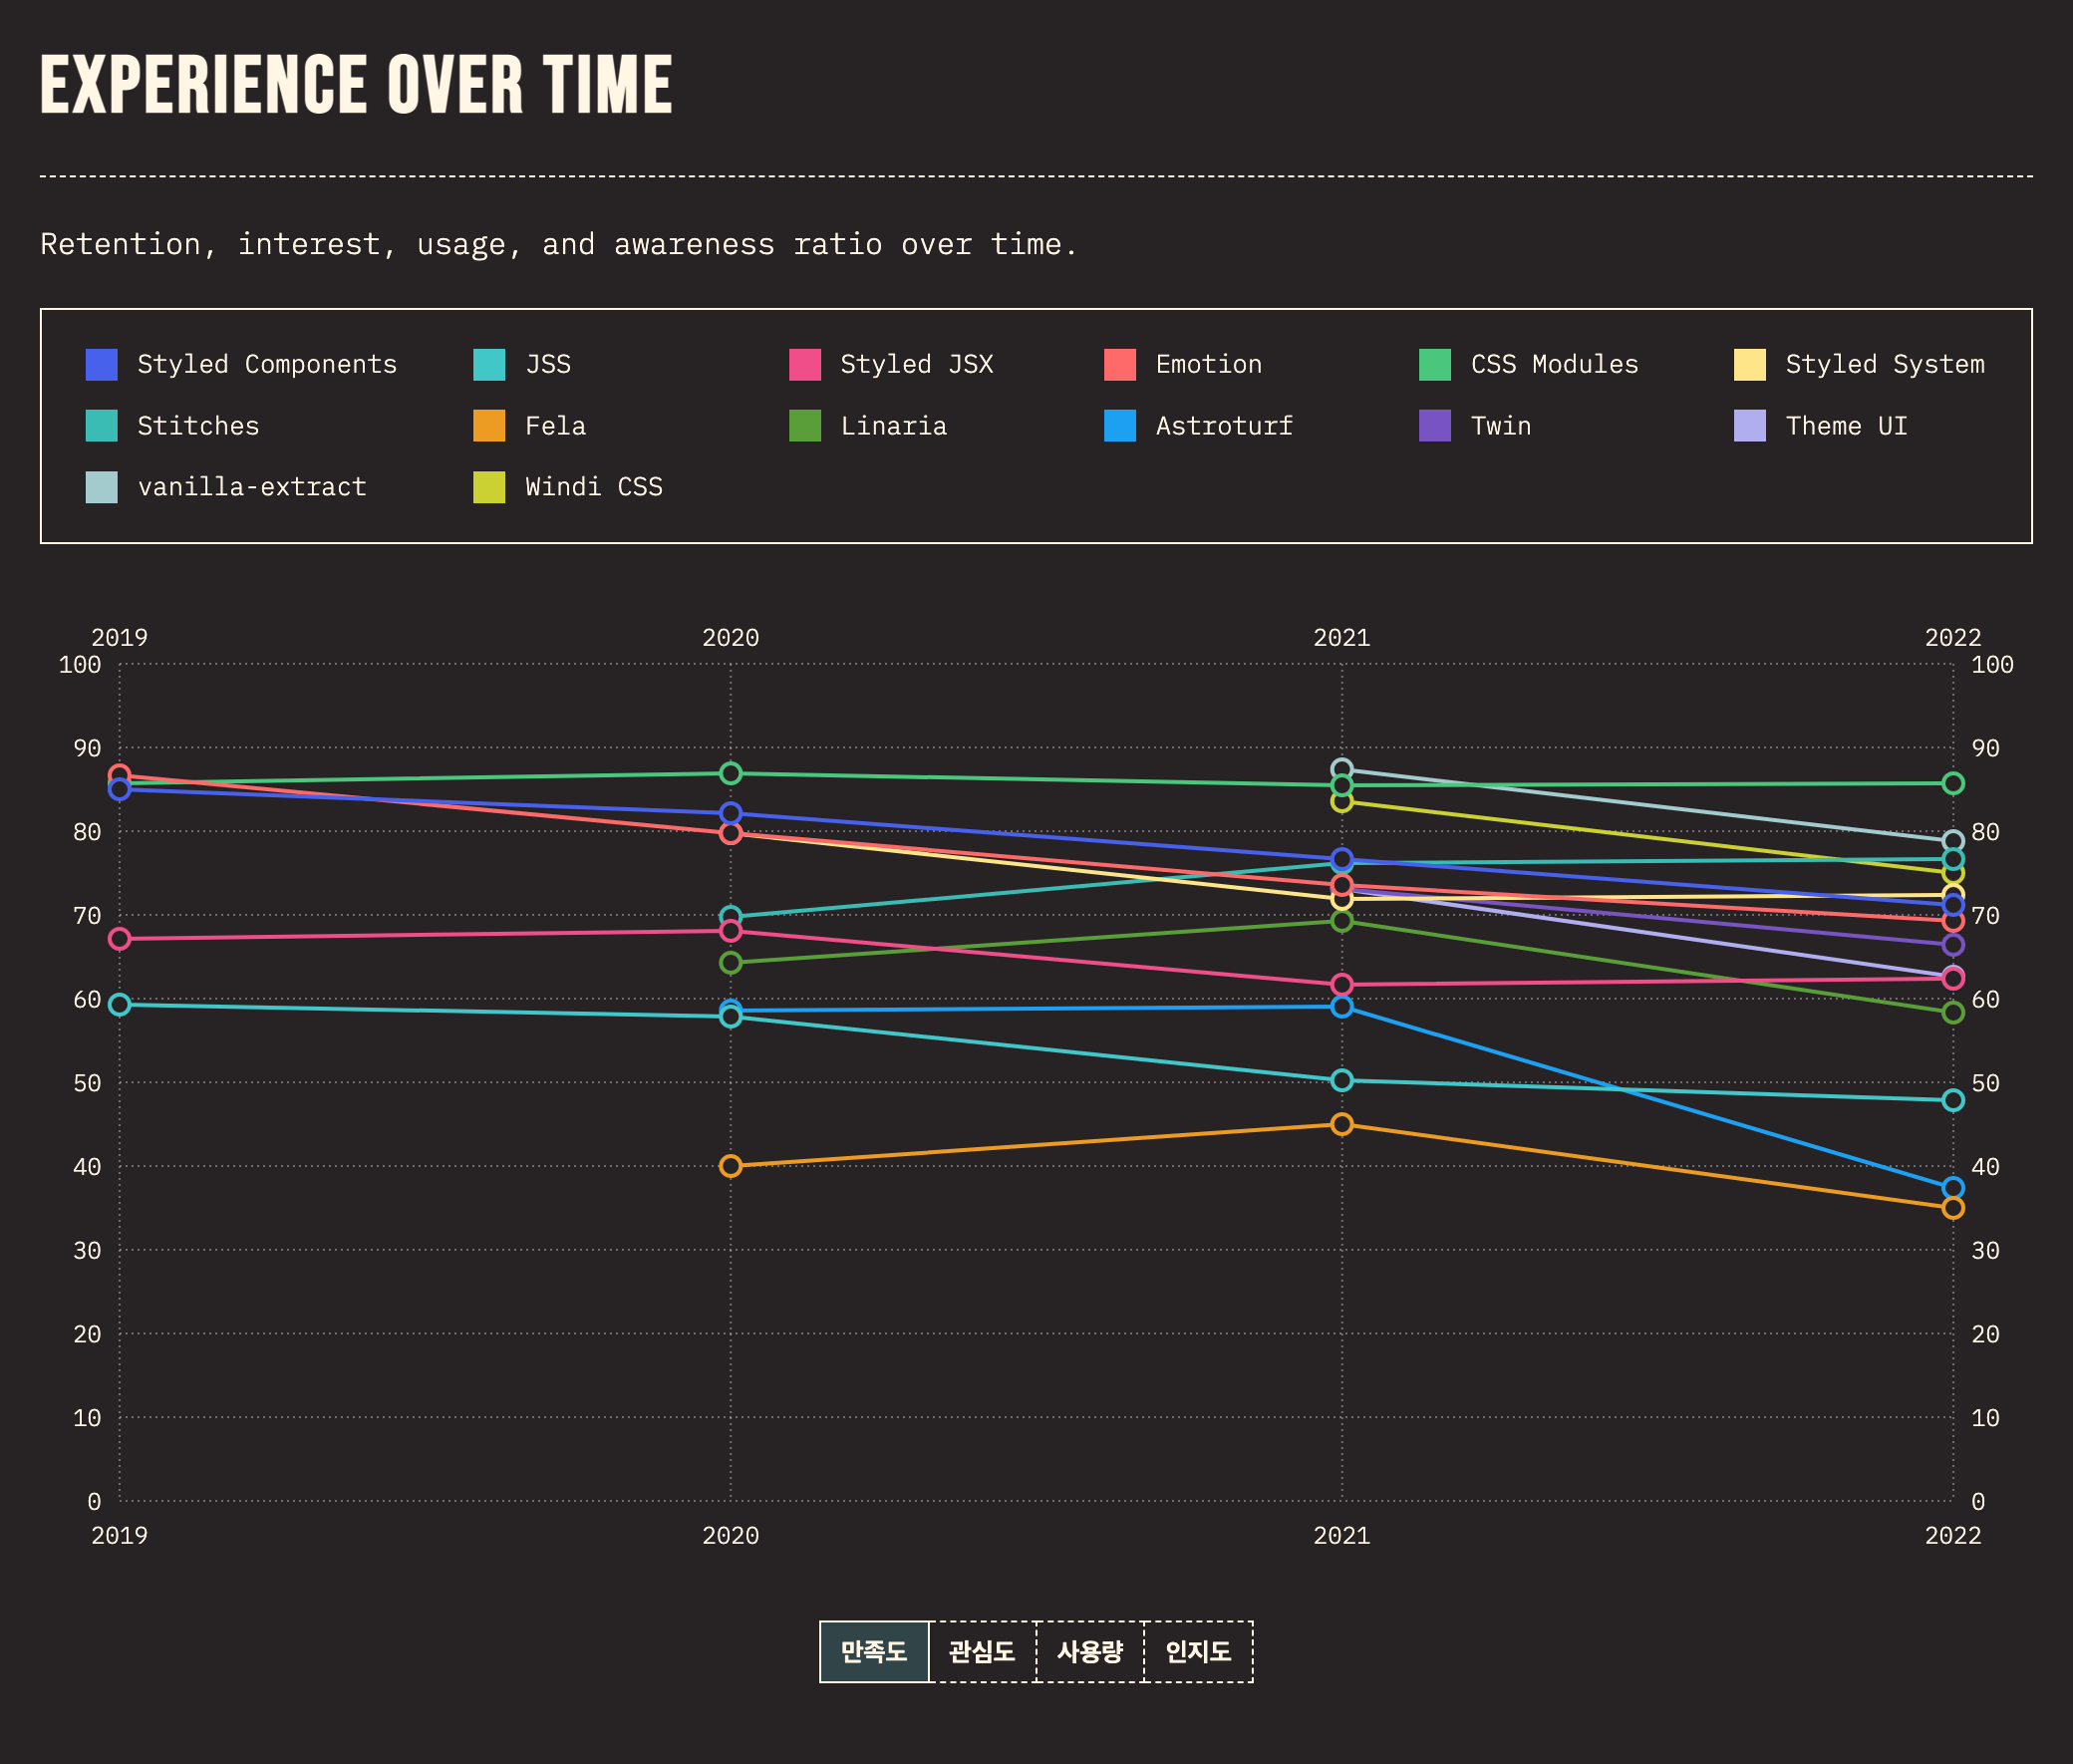 EXPERIENCE OVER TIME
Retention, interest, usage, and awareness ratio over time.
Styled Components JSS Styled JSX Emotion CSS Modules Styled System
Stitches Fela Linaria Astroturf Twin Theme UI
vanilla-extract Windi CSS
2019 2020 2021 2022
100 100
90 90
80 80
70 70
60 60
50 50
40 40
30 30
20 20
10 10
0 0
2019 2020 2021 2022
만족도 관심도 사용량 인지도